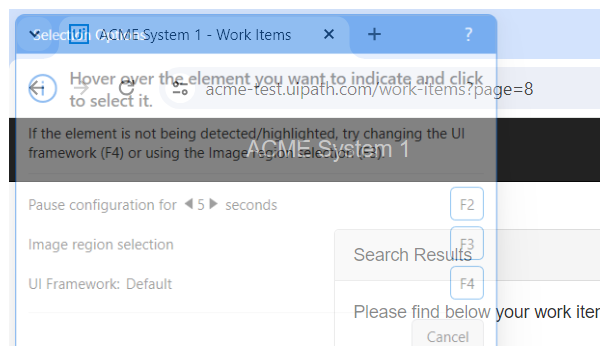 Selection Options
ACME System 1 - Work Items
?
Hover over the element you want to indicate and click
to select it.
acme-test.uipath.com/work-items?page=8
If the element is not being detected/highlighted, try changing the UI
framework (F4) or using the Image region selection (F3)
ACME System 1
Pause configuration for 5 seconds F2
Image region selection F3
Search Results
UI Framework: Default F4
Please find below your work iter
Cancel